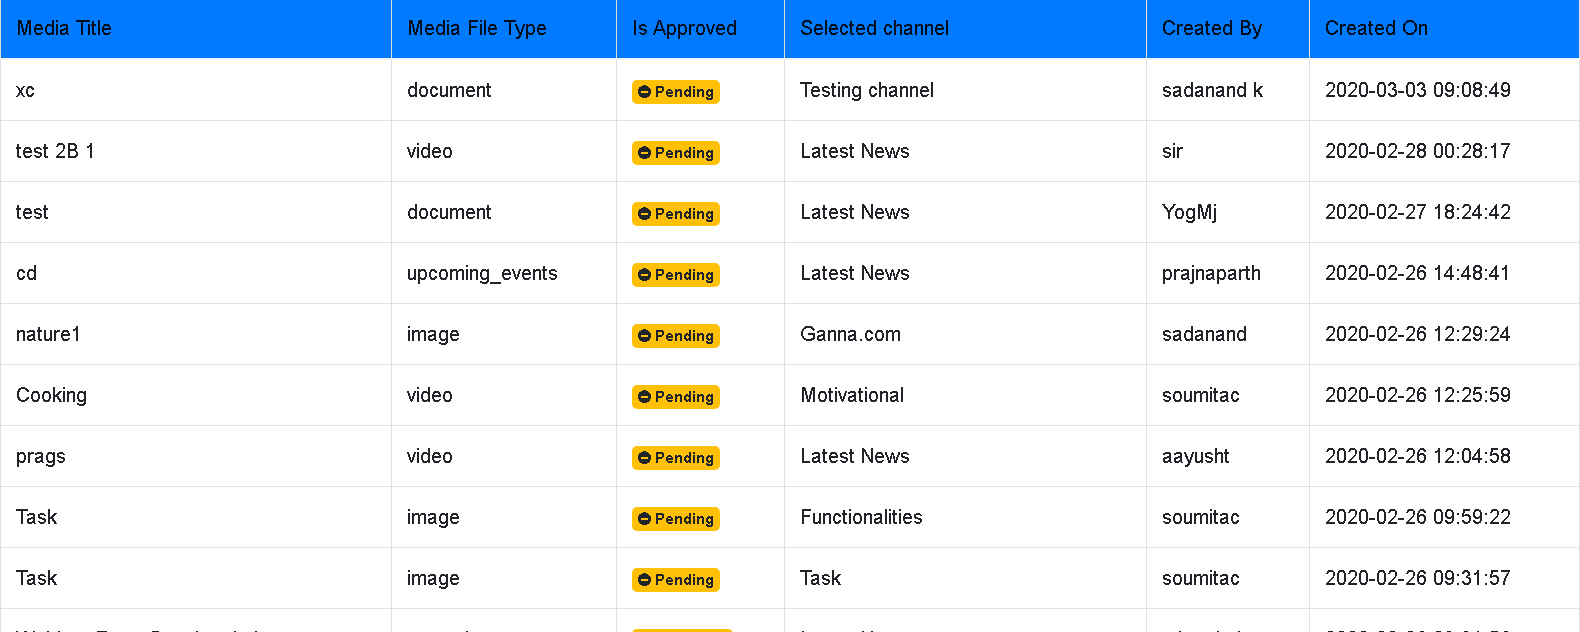 Media Title Media File Type Is Approved Selected channel Created By Created On
xc document Pending Testing channel sadanand k 2020-03-03 09:08:49
test 2B 1 video Pending Latest News sir 2020-02-28 00:28:17
test document Pending Latest News YogMj 2020-02-27 18:24:42
cd upcoming_events Pending Latest News prajnaparth 2020-02-26 14:48:41
nature1 image Pending Ganna.com sadanand 2020-02-26 12:29:24
Cooking video Pending Motivational soumitac 2020-02-26 12:25:59
prags video Pending Latest News aayusht 2020-02-26 12:04:58
Task image Pending Functionalities soumitac 2020-02-26 09:59:22
Task image Pending Task soumitac 2020-02-26 09:31:57